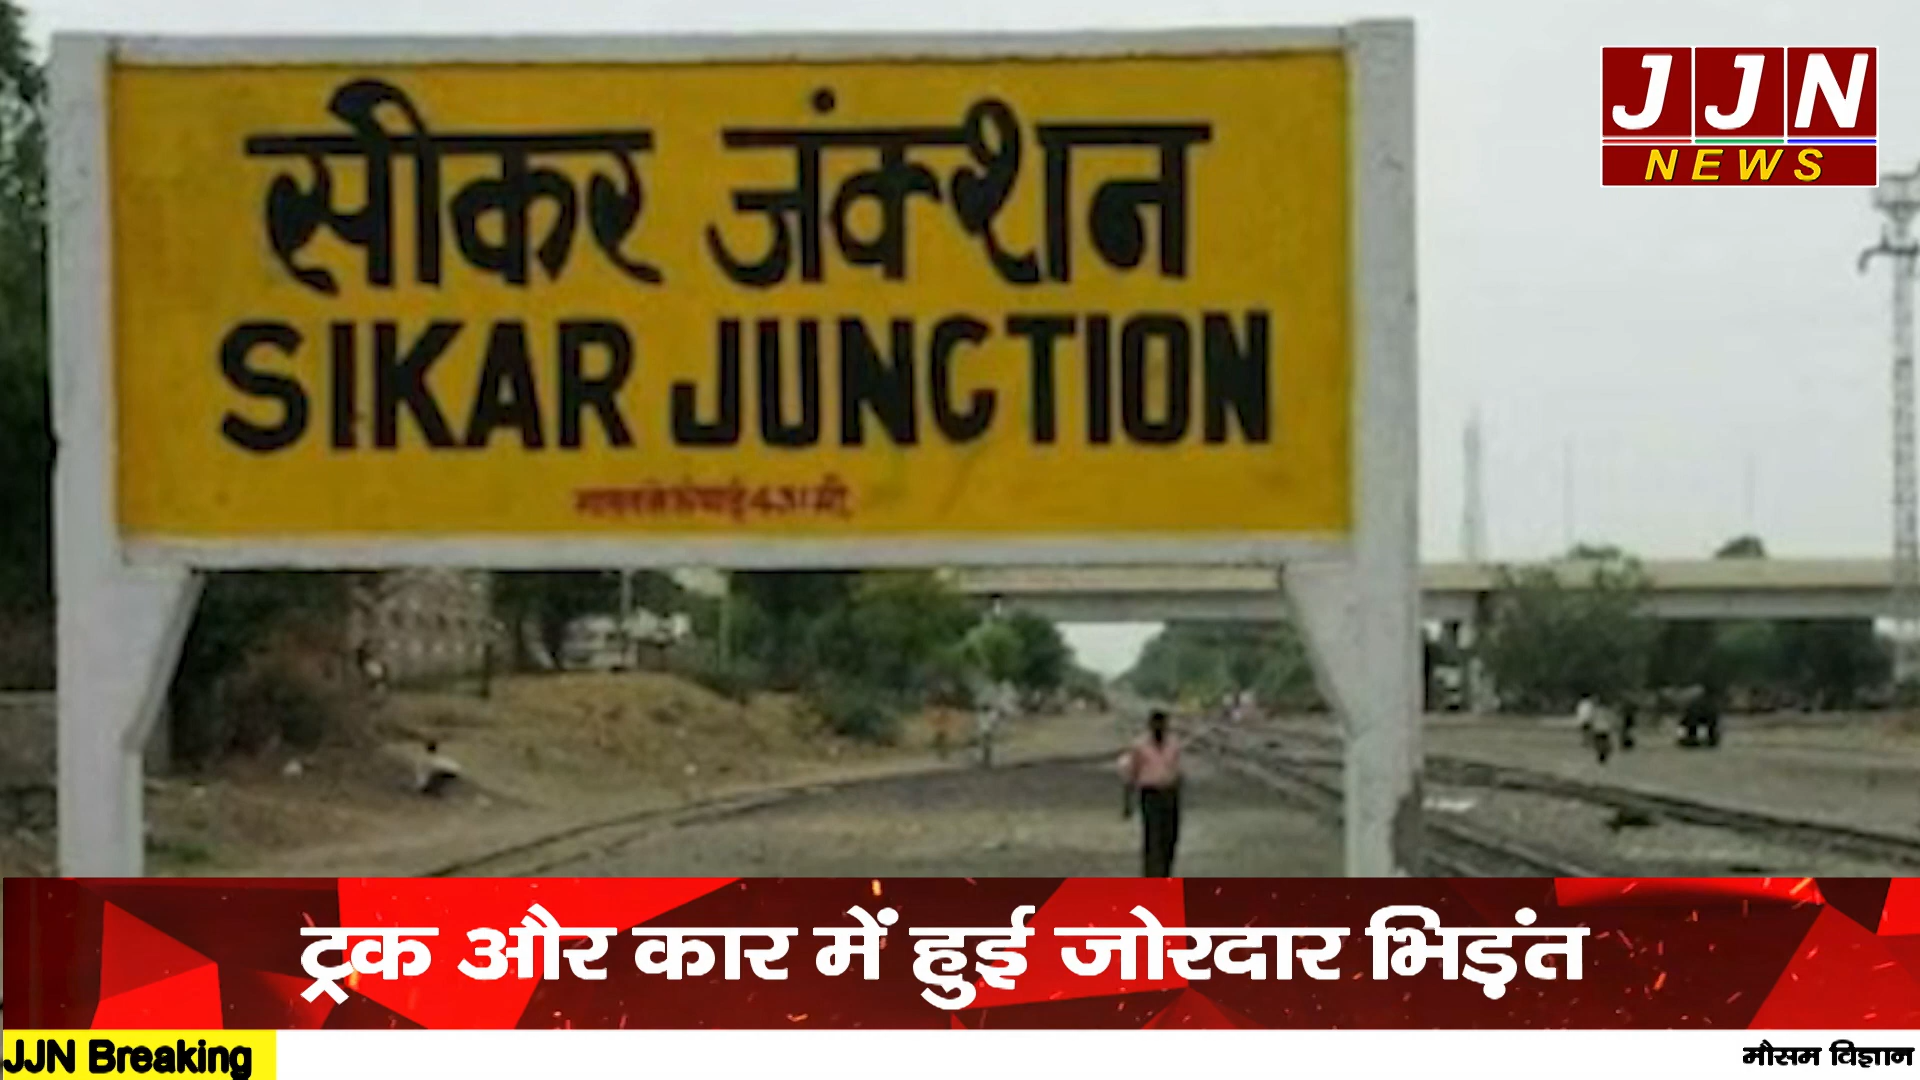 सीकर जंक्शन
SIKAR JUNCTION
JJN
NEWS
ट्रक और कार में हुई जोरदार भिड़ंत
JJN Breaking
मौसम विज्ञान